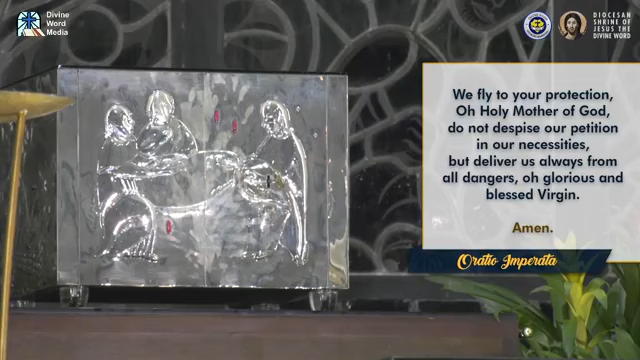 Divine
Word
Media
DIOCESAN
SHRINE OF
JESUS THE
DIVINE WORD
We fly to your protection,
Oh Holy Mother of God,
do not despise our petition
in our necessities,
but deliver us always from
all dangers, oh glorious and
blessed Virgin.
Amen.
Oratio Imperata